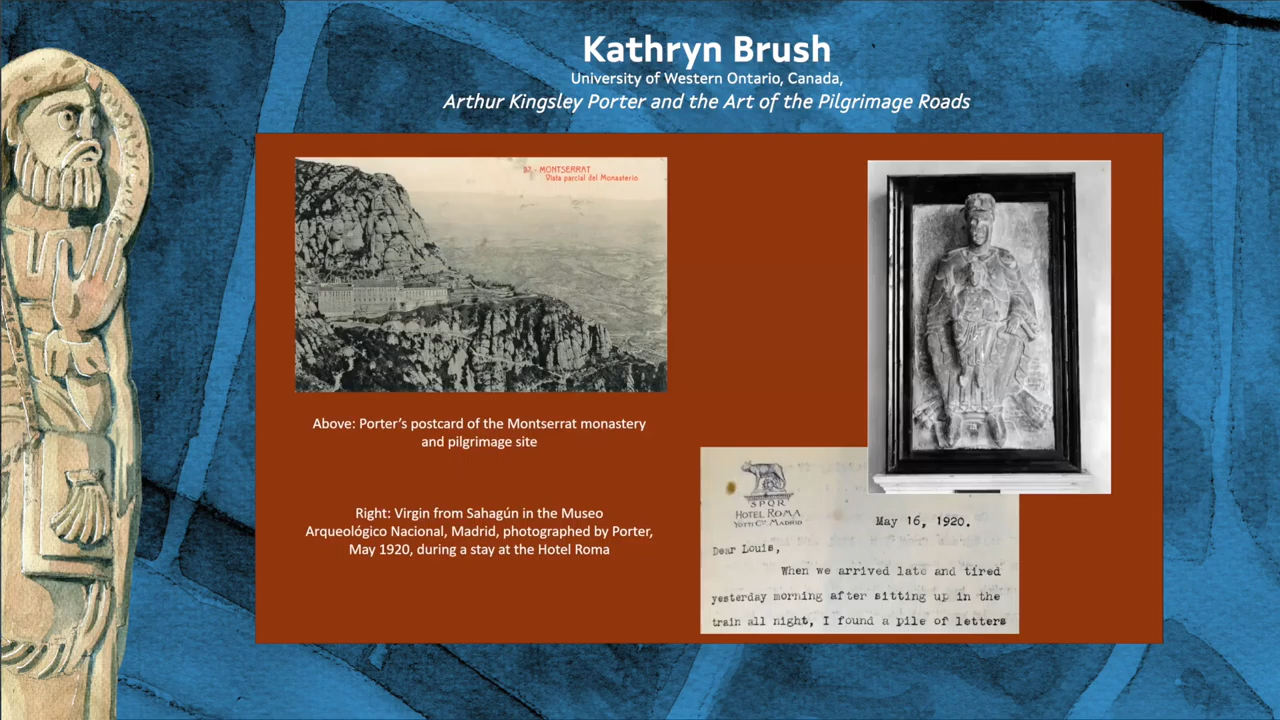 Kathryn Brush
University of Western Ontario, Canada,
Arthur Kingsley Porter and the Art of the Pilgrimage Roads
27 - MONTSERRAT
Vista parcial del Monasterio.
Above: Porter's postcard of the Montserrat monastery
and pilgrimage site
Right: Virgin from Sahagún in the Museo
Arqueológico Nacional, Madrid, photographed by Porter,
May 1920, during a stay at the Hotel Roma
SPQR
HOTEL ROMA
YOTTI Cª. MADRID
May 16, 1920.
Dear Louis,
When we arrived late and tired
yesterday morning after sitting up in the
train all night, I found a pile of letters